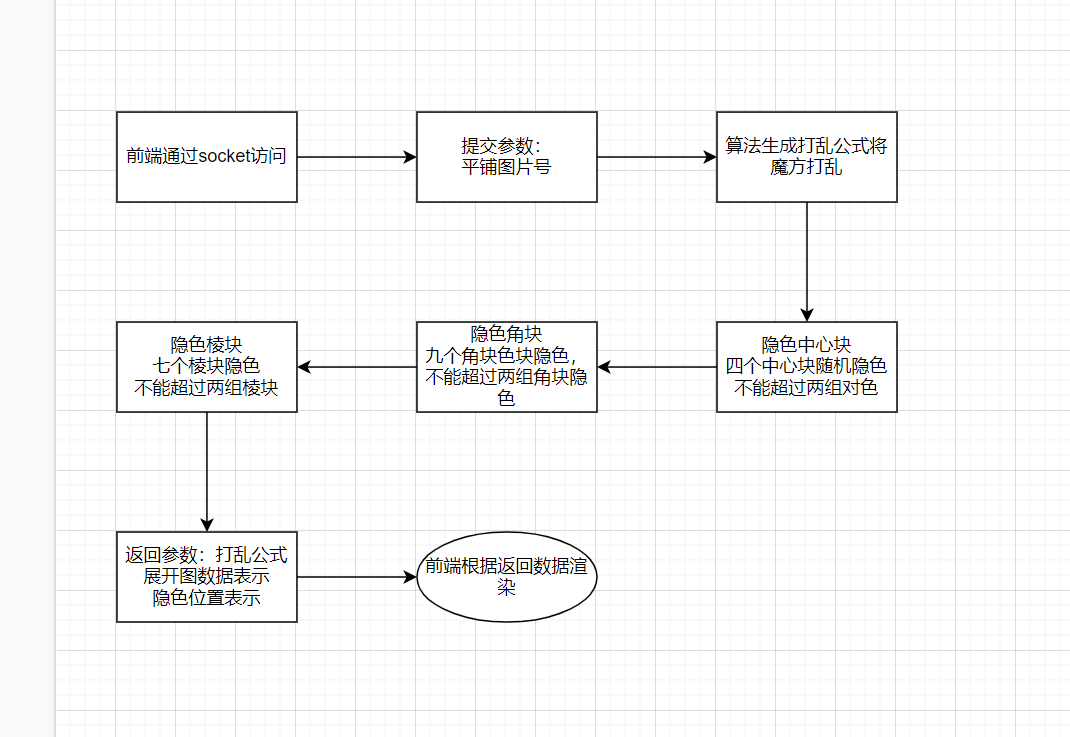 前端通过socket访问
提交参数：
平铺图片号
算法生成打乱公式将
魔方打乱
隐色中心块
四个中心块随机隐色
不能超过两组对色
隐色角块
九个角块色块隐色，
不能超过两组角块隐
色
隐色棱块
七个棱块隐色
不能超过两组棱块
返回参数：打乱公式
展开图数据表示
隐色位置表示
前端根据返回数据渲
染